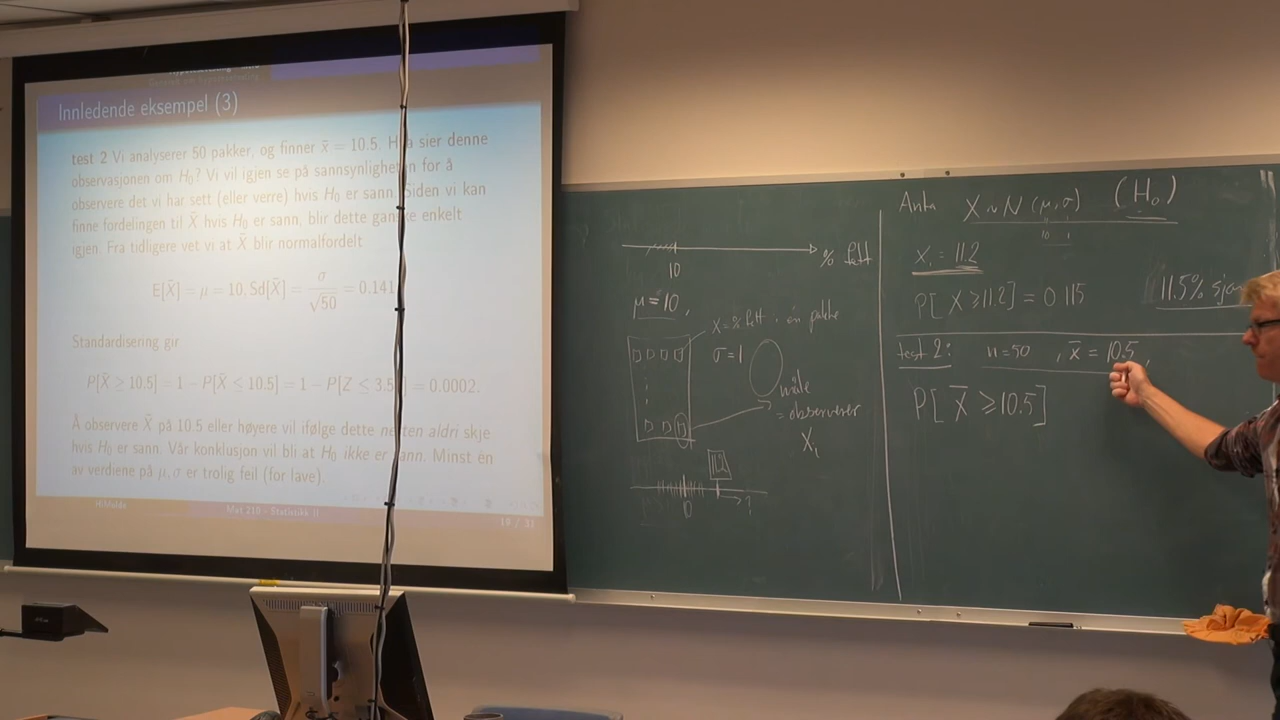 Innledende eksempel (3)
test 2 Vi analyserer 50 pakker, og finner x̄ = 10.5. H a sier denne
observasjonen om H₀? Vi vil igjen se på sannsynligheten for å
observere det vi har sett (eller verre) hvis H₀ er sann. Siden vi kan
finne fordelingen til X̄ hvis H₀ er sann, blir dette ganske enkelt
igjen. Fra tidligere vet vi at X̄ blir normalfordelt
E[X̄] = μ = 10, Sd[X̄] = σ/√50 = 0.141
Standardisering gir
P[X̄ ≥ 10.5] = 1 − P[X̄ ≤ 10.5] = 1 − P[Z ≤ 3.5 ] = 0.0002.
Å observere X̄ på 10.5 eller høyere vil ifølge dette nesten aldri skje
hvis H₀ er sann. Vår konklusjon vil bli at H₀ ikke er sann. Minst én
av verdiene på μ, σ er trolig feil (for lave).
Mat 210 - Statistikk II
% fett
10
μ = 10,
X = % fett i én pakke
σ = 1
måle
= observerer
X₁
11.2
10
?
Anta X ~ N(μ, σ) (H₀)
10 1
x₁ = 11.2
P[X ≥ 11.2] = 0.115
11.5%
test 2: n = 50, x̄ = 10.5,
P[X̄ ≥ 10.5]